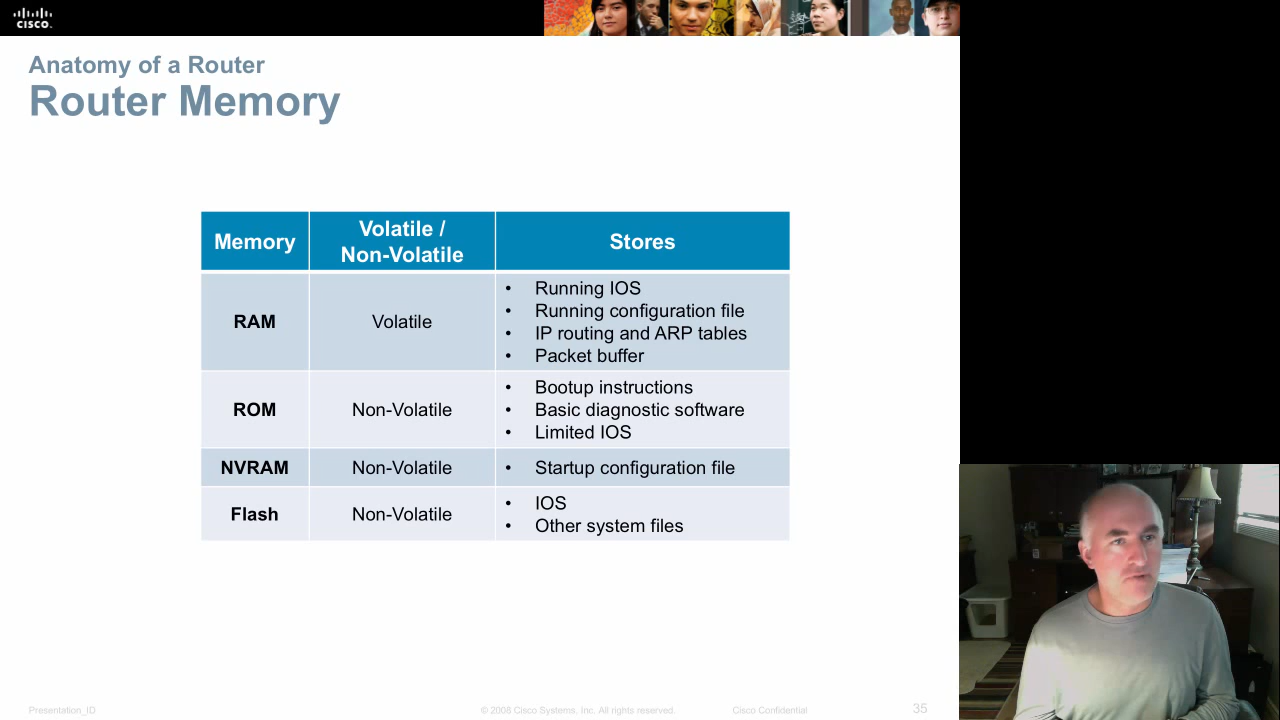 CISCO
Anatomy of a Router
Router Memory
Memory
Volatile /
Non-Volatile
Stores
RAM
Volatile
• Running IOS
• Running configuration file
• IP routing and ARP tables
• Packet buffer
ROM
Non-Volatile
• Bootup instructions
• Basic diagnostic software
• Limited IOS
NVRAM
Non-Volatile
• Startup configuration file
Flash
Non-Volatile
• IOS
• Other system files
Presentation_ID
© 2008 Cisco Systems, Inc. All rights reserved.
Cisco Confidential
35